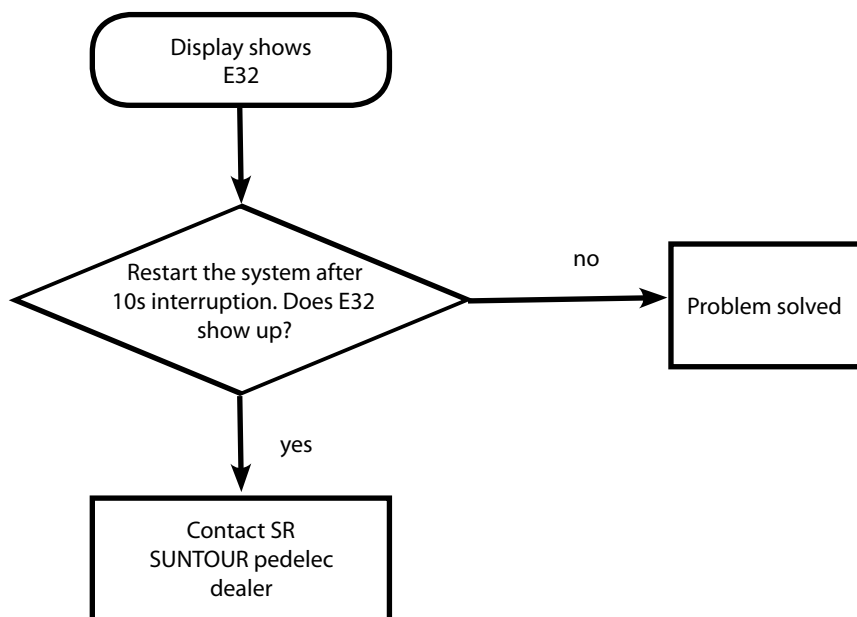 Display shows
E32
Restart the system after
10s interruption. Does E32
show up?
no
Problem solved
yes
Contact SR
SUNTOUR pedelec
dealer